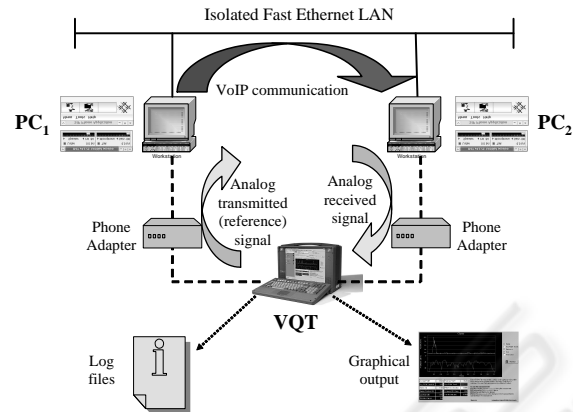 Isolated Fast Ethernet LAN
VoIP communication
PC1
PC2
Workstation
Workstation
Analog
transmitted
(reference)
signal
Analog
received
signal
Phone
Adapter
Phone
Adapter
VQT
Log
files
Graphical
output